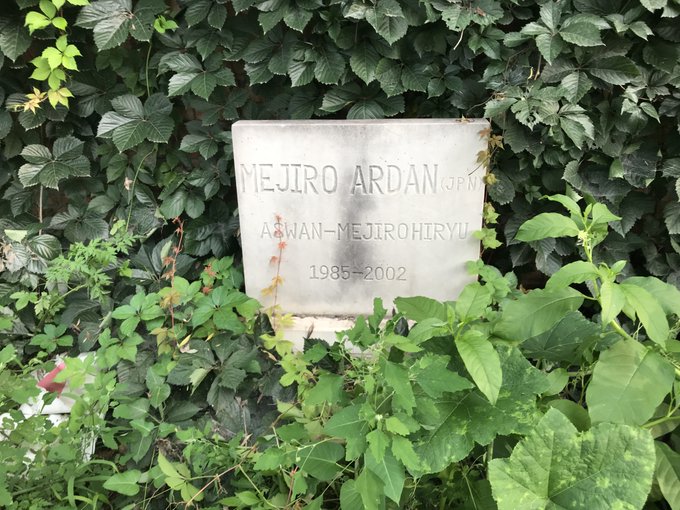 MEJIRO ARDAN (JPN)
ASWAN-MEJIROHIRYU
1985-2002